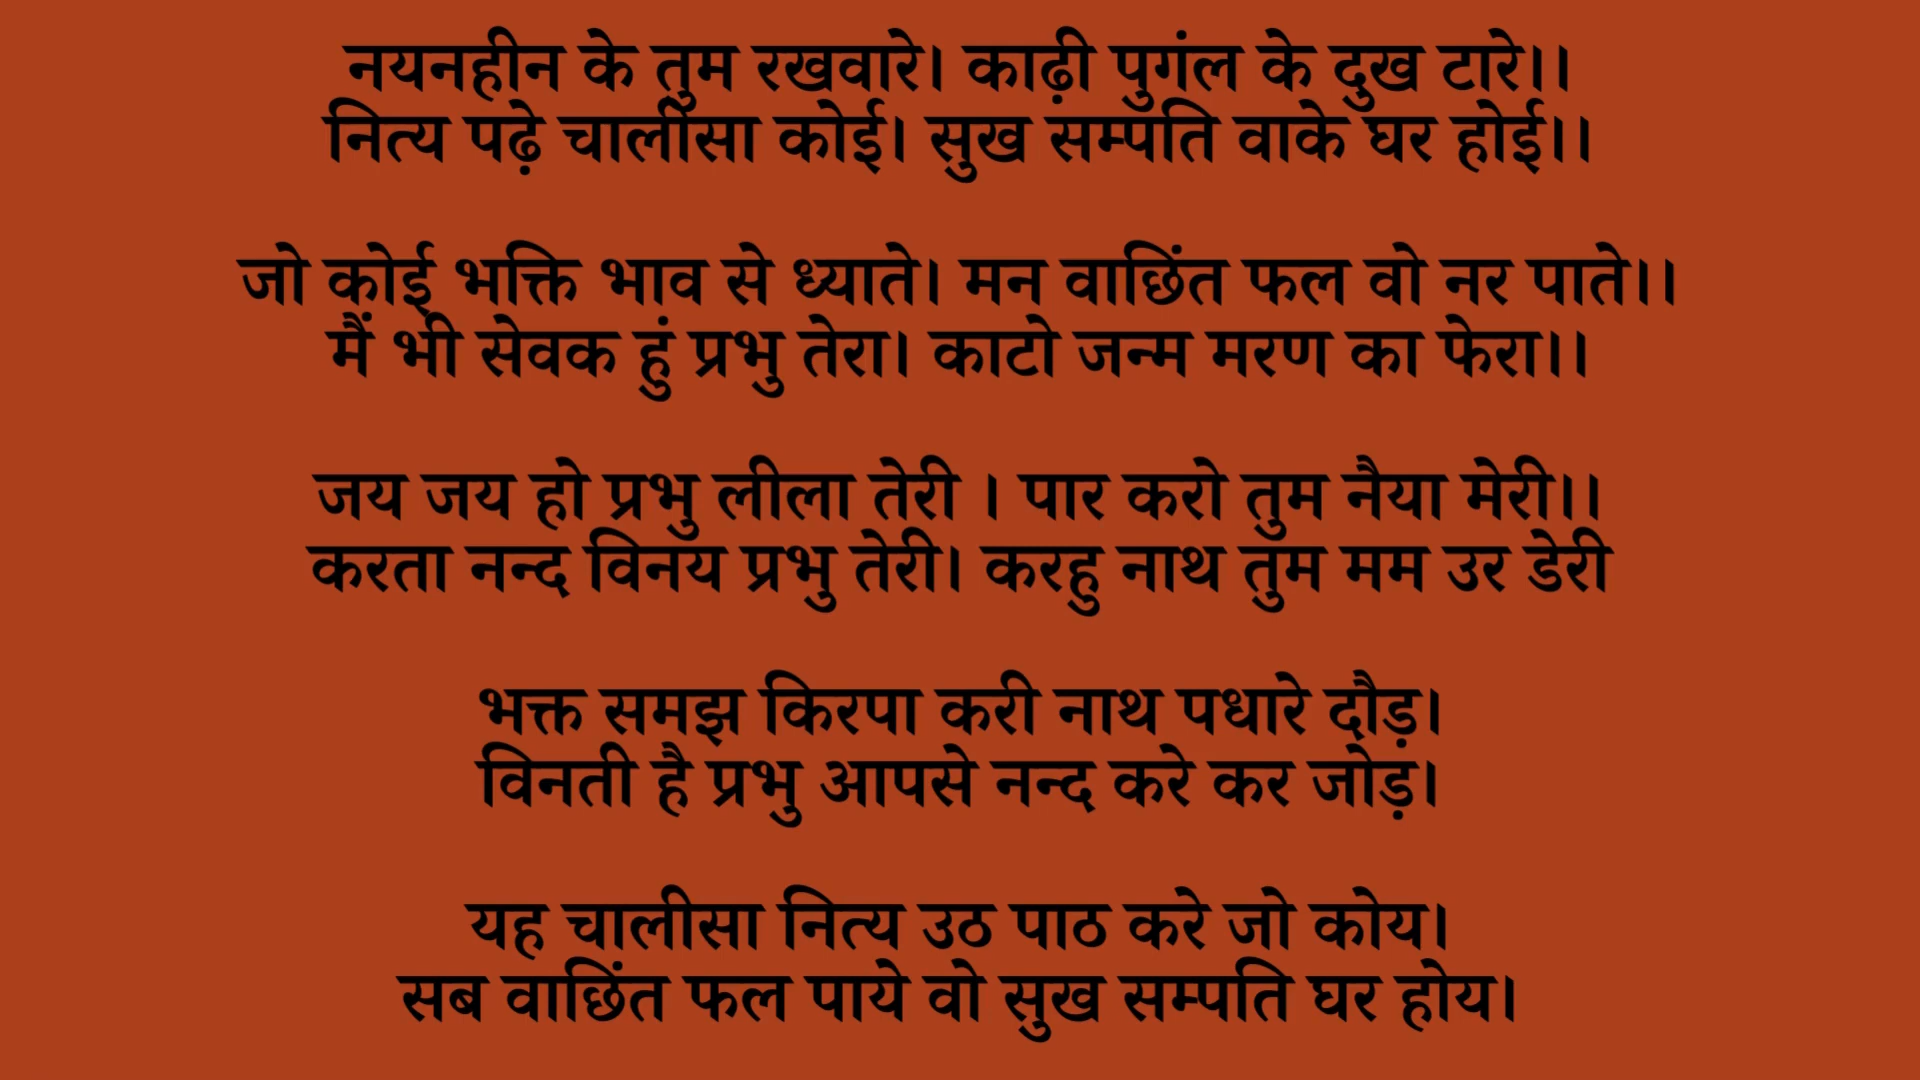 नयनहीन के तुम रखवारे। काढ़ी पुगंल के दुख टारे।।
नित्य पढ़े चालीसा कोई। सुख सम्पति वाके घर होई।।
जो कोई भक्ति भाव से ध्याते। मन वाछिंत फल वो नर पाते।।
मैं भी सेवक हुं प्रभु तेरा। काटो जन्म मरण का फेरा।।
जय जय हो प्रभु लीला तेरी । पार करो तुम नैया मेरी।।
करता नन्द विनय प्रभु तेरी। करहु नाथ तुम मम उर डेरी
भक्त समझ किरपा करी नाथ पधारे दौड़।
विनती है प्रभु आपसे नन्द करे कर जोड़।
यह चालीसा नित्य उठ पाठ करे जो कोय।
सब वाछिंत फल पाये वो सुख सम्पति घर होय।